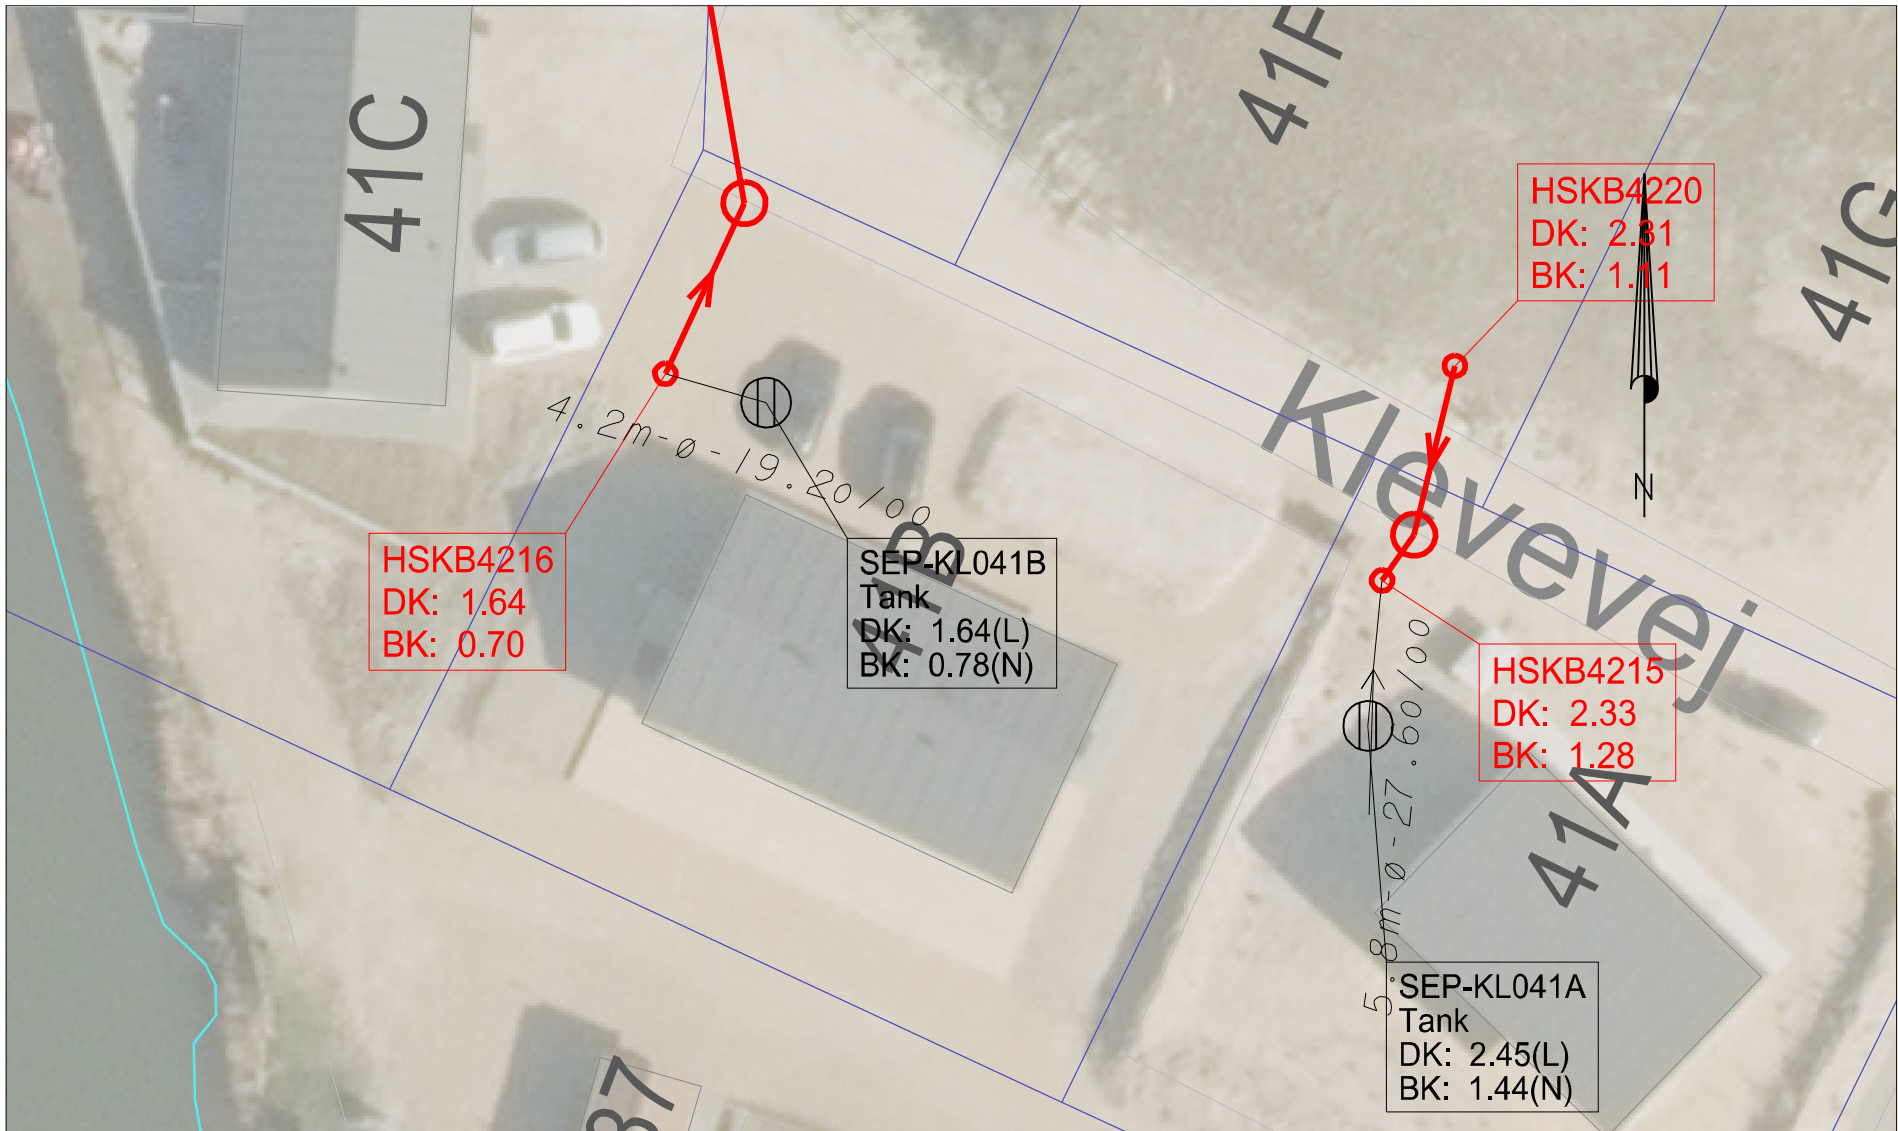 41C
41F
41G
HSKB4220
DK: 2.31
BK: 1.11
N
Klevevej
4.2m-ø-19.20/00
HSKB4216
DK: 1.64
BK: 0.70
41B
SEP-KL041B
Tank
DK: 1.64(L)
BK: 0.78(N)
HSKB4215
DK: 2.33
BK: 1.28
5.8m-ø-27.60/00
41A
SEP-KL041A
Tank
DK: 2.45(L)
BK: 1.44(N)
37